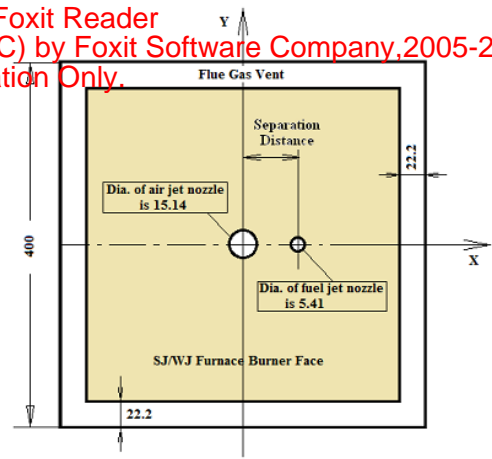 Foxit Reader
C) by Foxit Software Company,2005-2
ation Only.
Y
Flue Gas Vent
Separation
Distance
22.2
Dia. of air jet nozzle
is 15.14
400
X
Dia. of fuel jet nozzle
is 5.41
SJ/WJ Furnace Burner Face
22.2